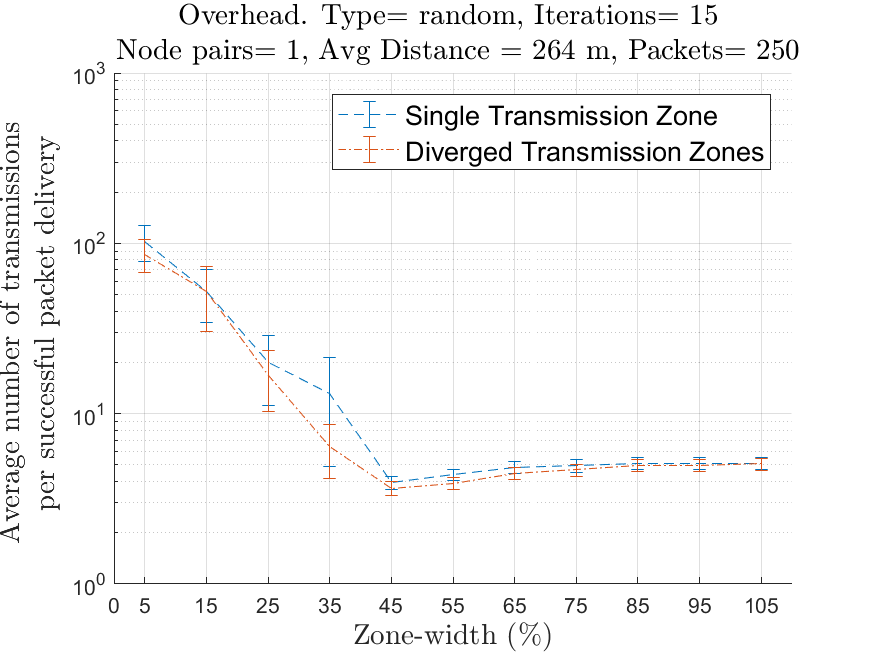 Overhead. Type= random, Iterations= 15
Node pairs= 1, Avg Distance = 264 m, Packets= 250
Average number of transmissions
per successful packet delivery
10^3
10^2
10^1
10^0
Single Transmission Zone
Diverged Transmission Zones
0 5 15 25 35 45 55 65 75 85 95 105
Zone-width (%)